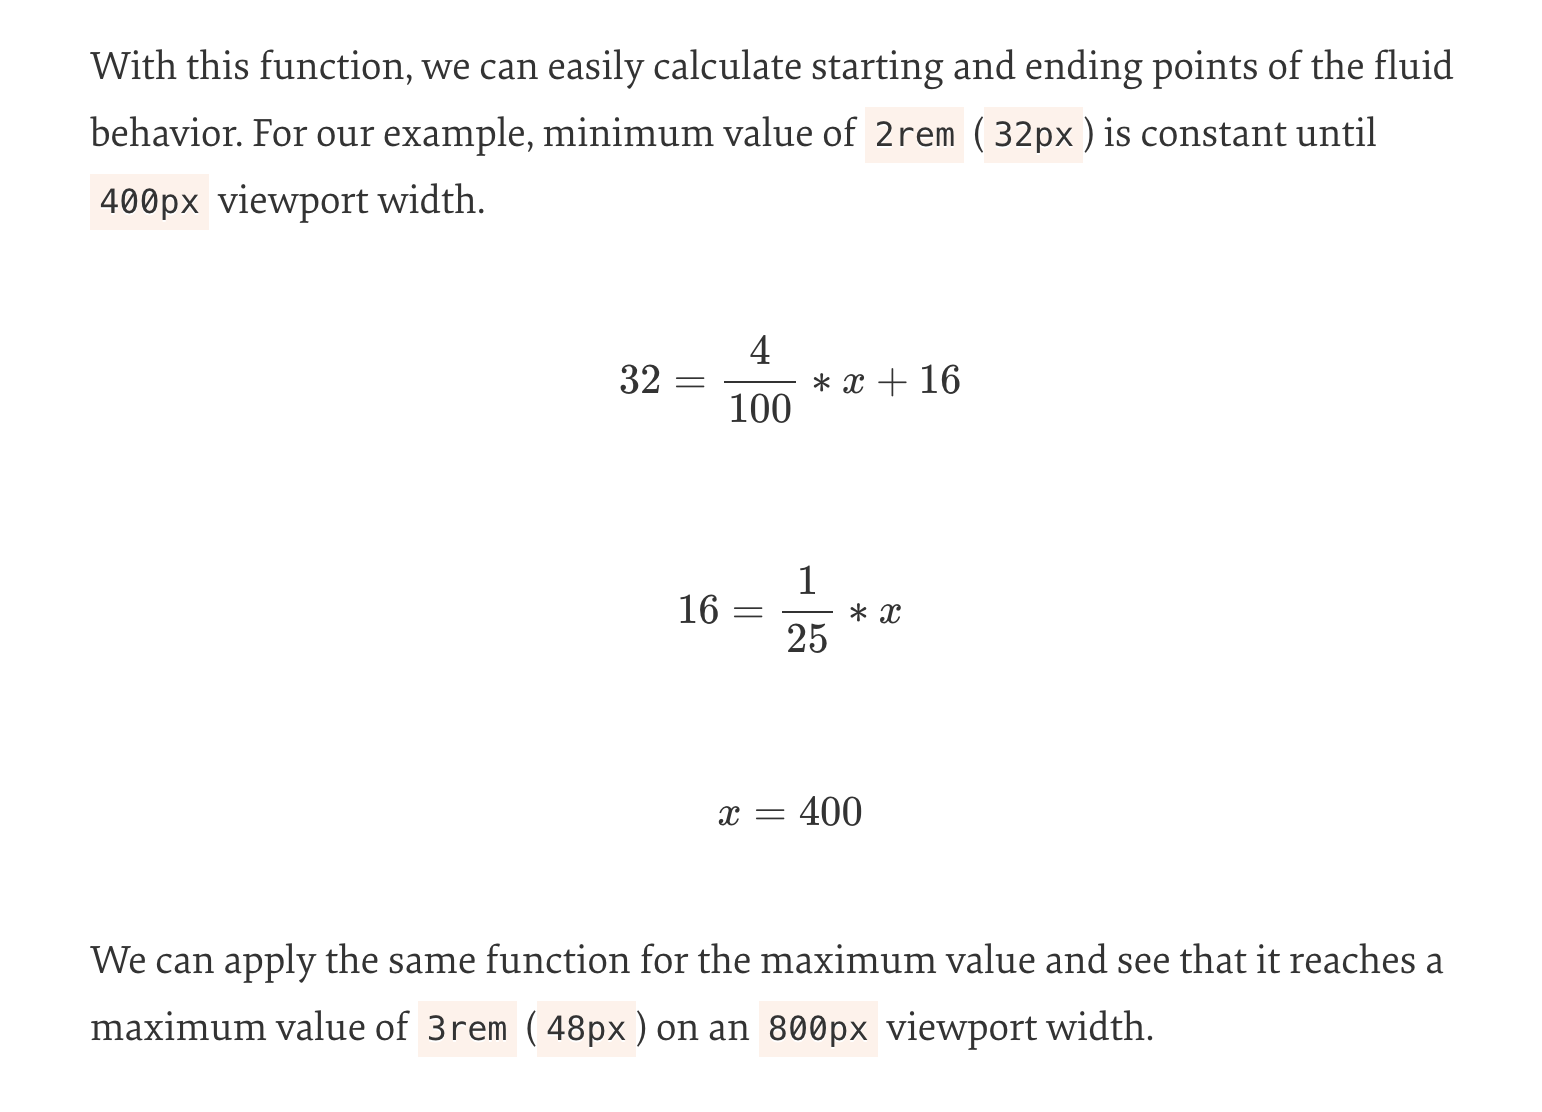 With this function, we can easily calculate starting and ending points of the fluid
behavior. For our example, minimum value of 2rem (32px) is constant until
400px viewport width.
32 = \frac{4}{100} * x + 16
16 = \frac{1}{25} * x
x = 400
We can apply the same function for the maximum value and see that it reaches a
maximum value of 3rem (48px) on an 800px viewport width.